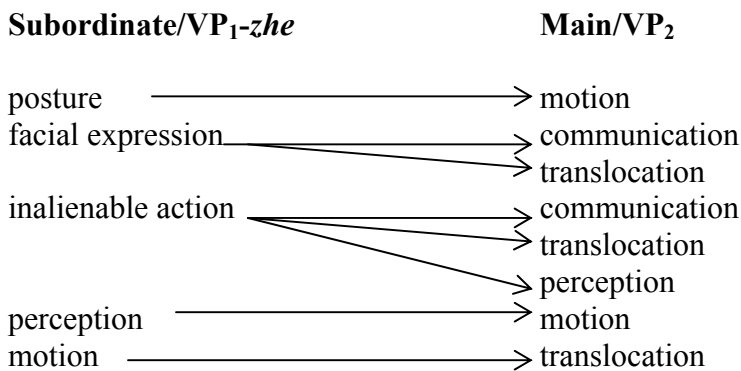 Subordinate/VP₁-zhe Main/VP₂
posture motion
facial expression communication
translocation
inalienable action communication
translocation
perception
perception motion
motion translocation